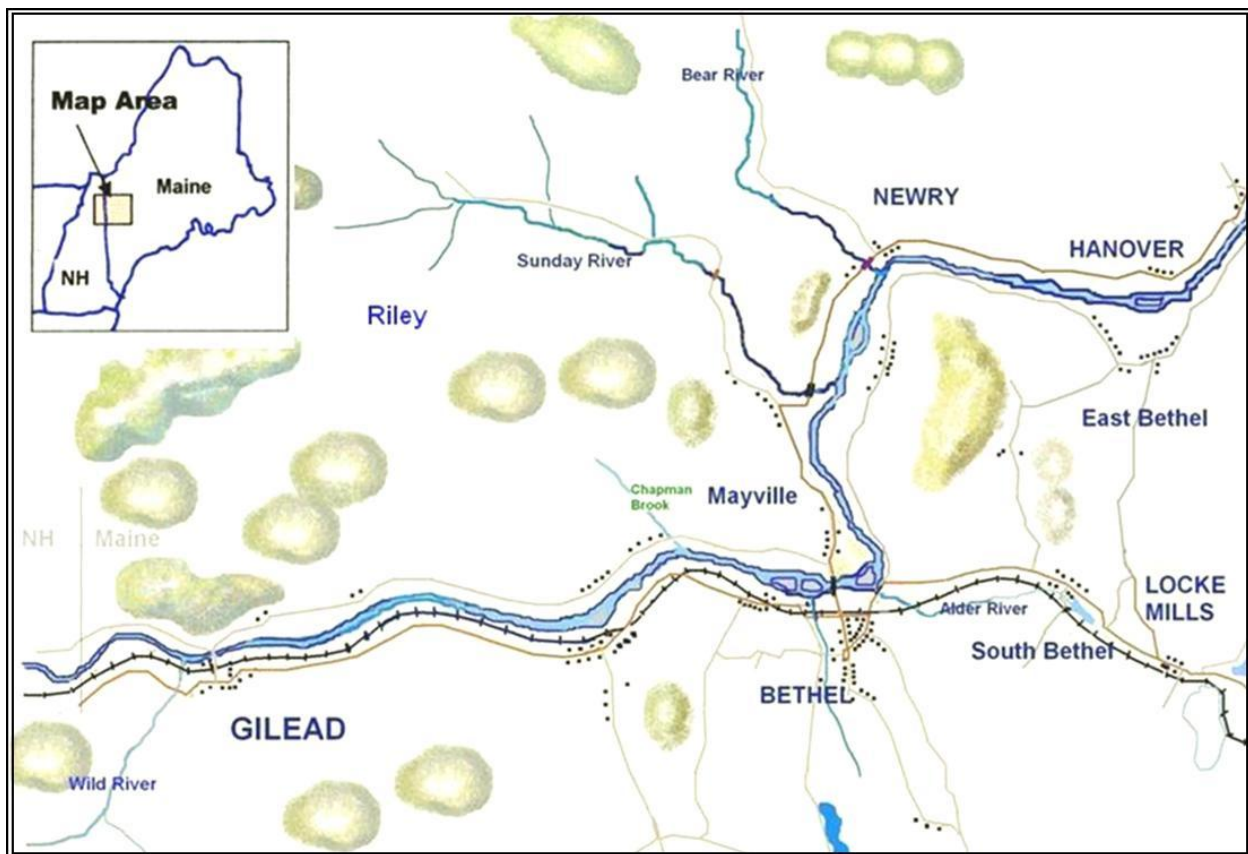 Map Area
Maine
NH
Bear River
NEWRY
HANOVER
Sunday River
Riley
East Bethel
Chapman
Brook
Mayville
NH
Maine
LOCKE
MILLS
Alder River
South Bethel
BETHEL
GILEAD
Wild River